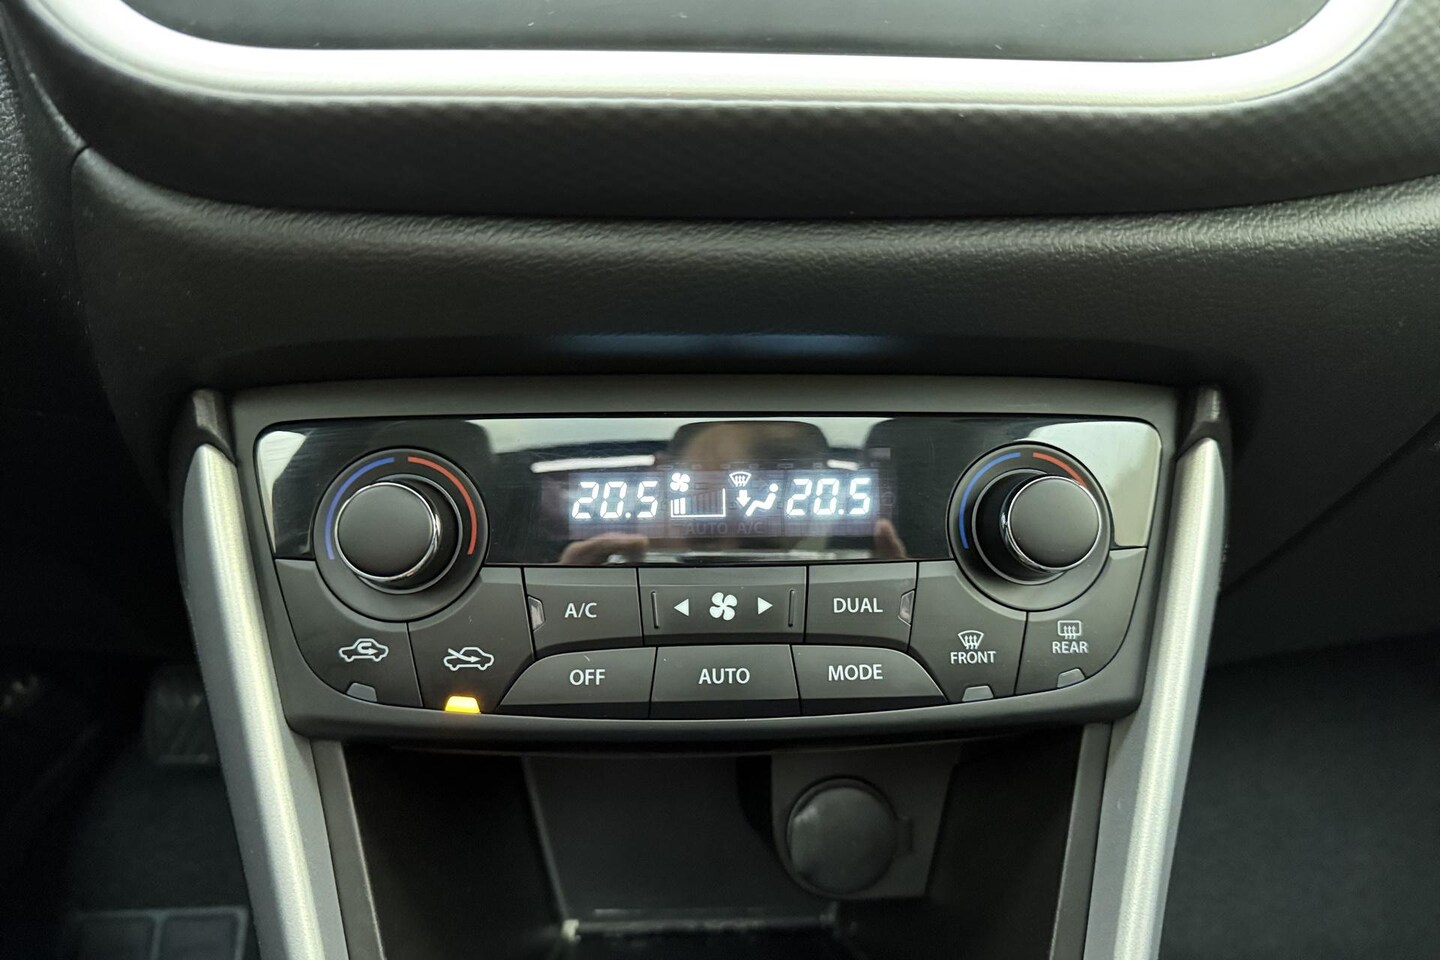 20.5 20.5
AUTO A/C
A/C DUAL
OFF AUTO MODE FRONT REAR